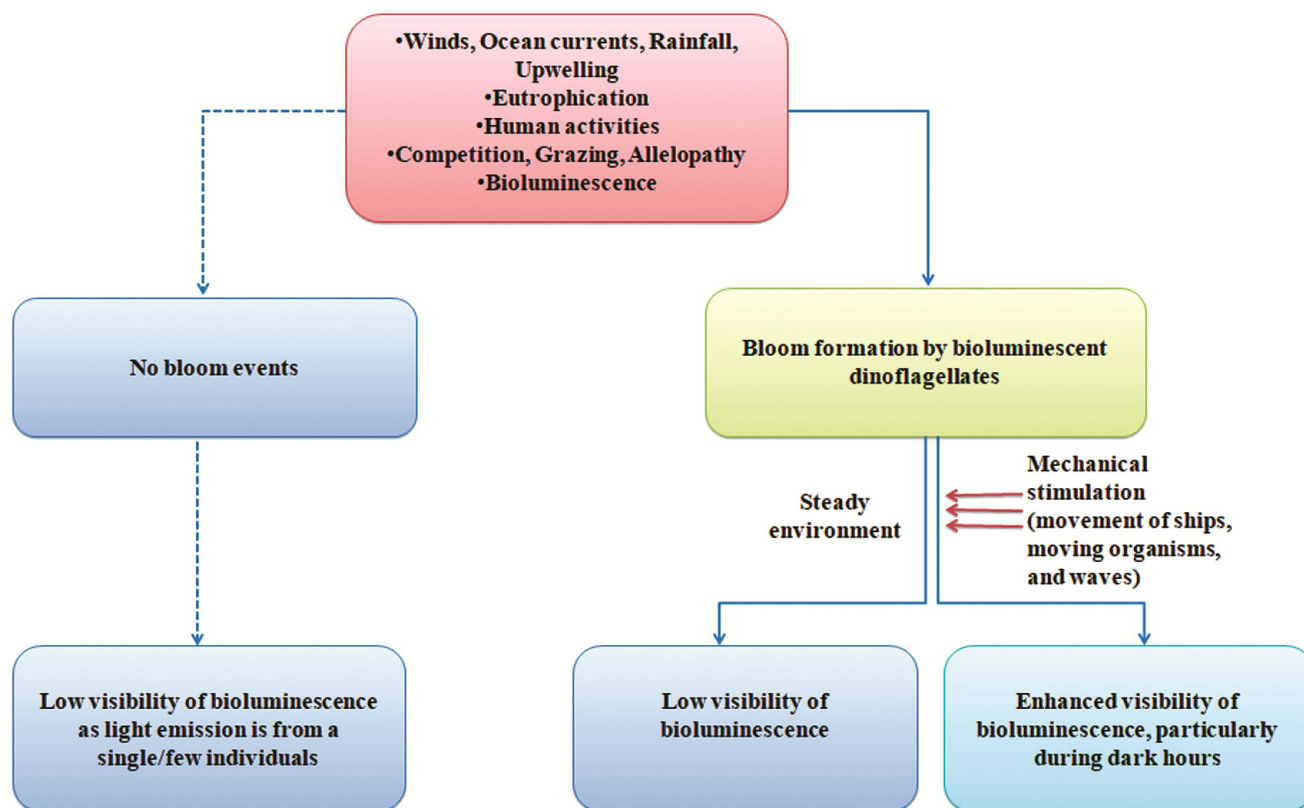 •Winds, Ocean currents, Rainfall,
Upwelling
•Eutrophication
•Human activities
•Competition, Grazing, Allelopathy
•Bioluminescence
No bloom events
Bloom formation by bioluminescent
dinoflagellates
Steady
environment
Mechanical
stimulation
(movement of ships,
moving organisms,
and waves)
Low visibility of bioluminescence
as light emission is from a
single/few individuals
Low visibility of
bioluminescence
Enhanced visibility of
bioluminescence, particularly
during dark hours